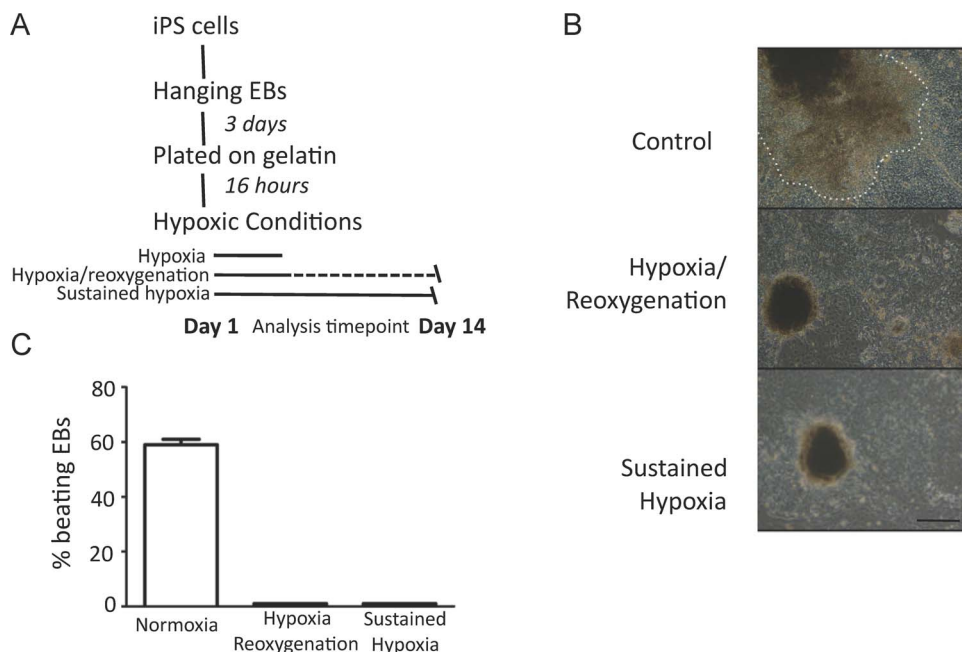 A
iPS cells
Hanging EBs
3 days
Plated on gelatin
16 hours
Hypoxic Conditions
Hypoxia
Hypoxia/reoxygenation
Sustained hypoxia
Day 1 Analysis timepoint Day 14
B
Control
Hypoxia/
Reoxygenation
Sustained
Hypoxia
C
% beating EBs
80
60
40
20
0
Normoxia
Hypoxia
Reoxygenation
Sustained
Hypoxia